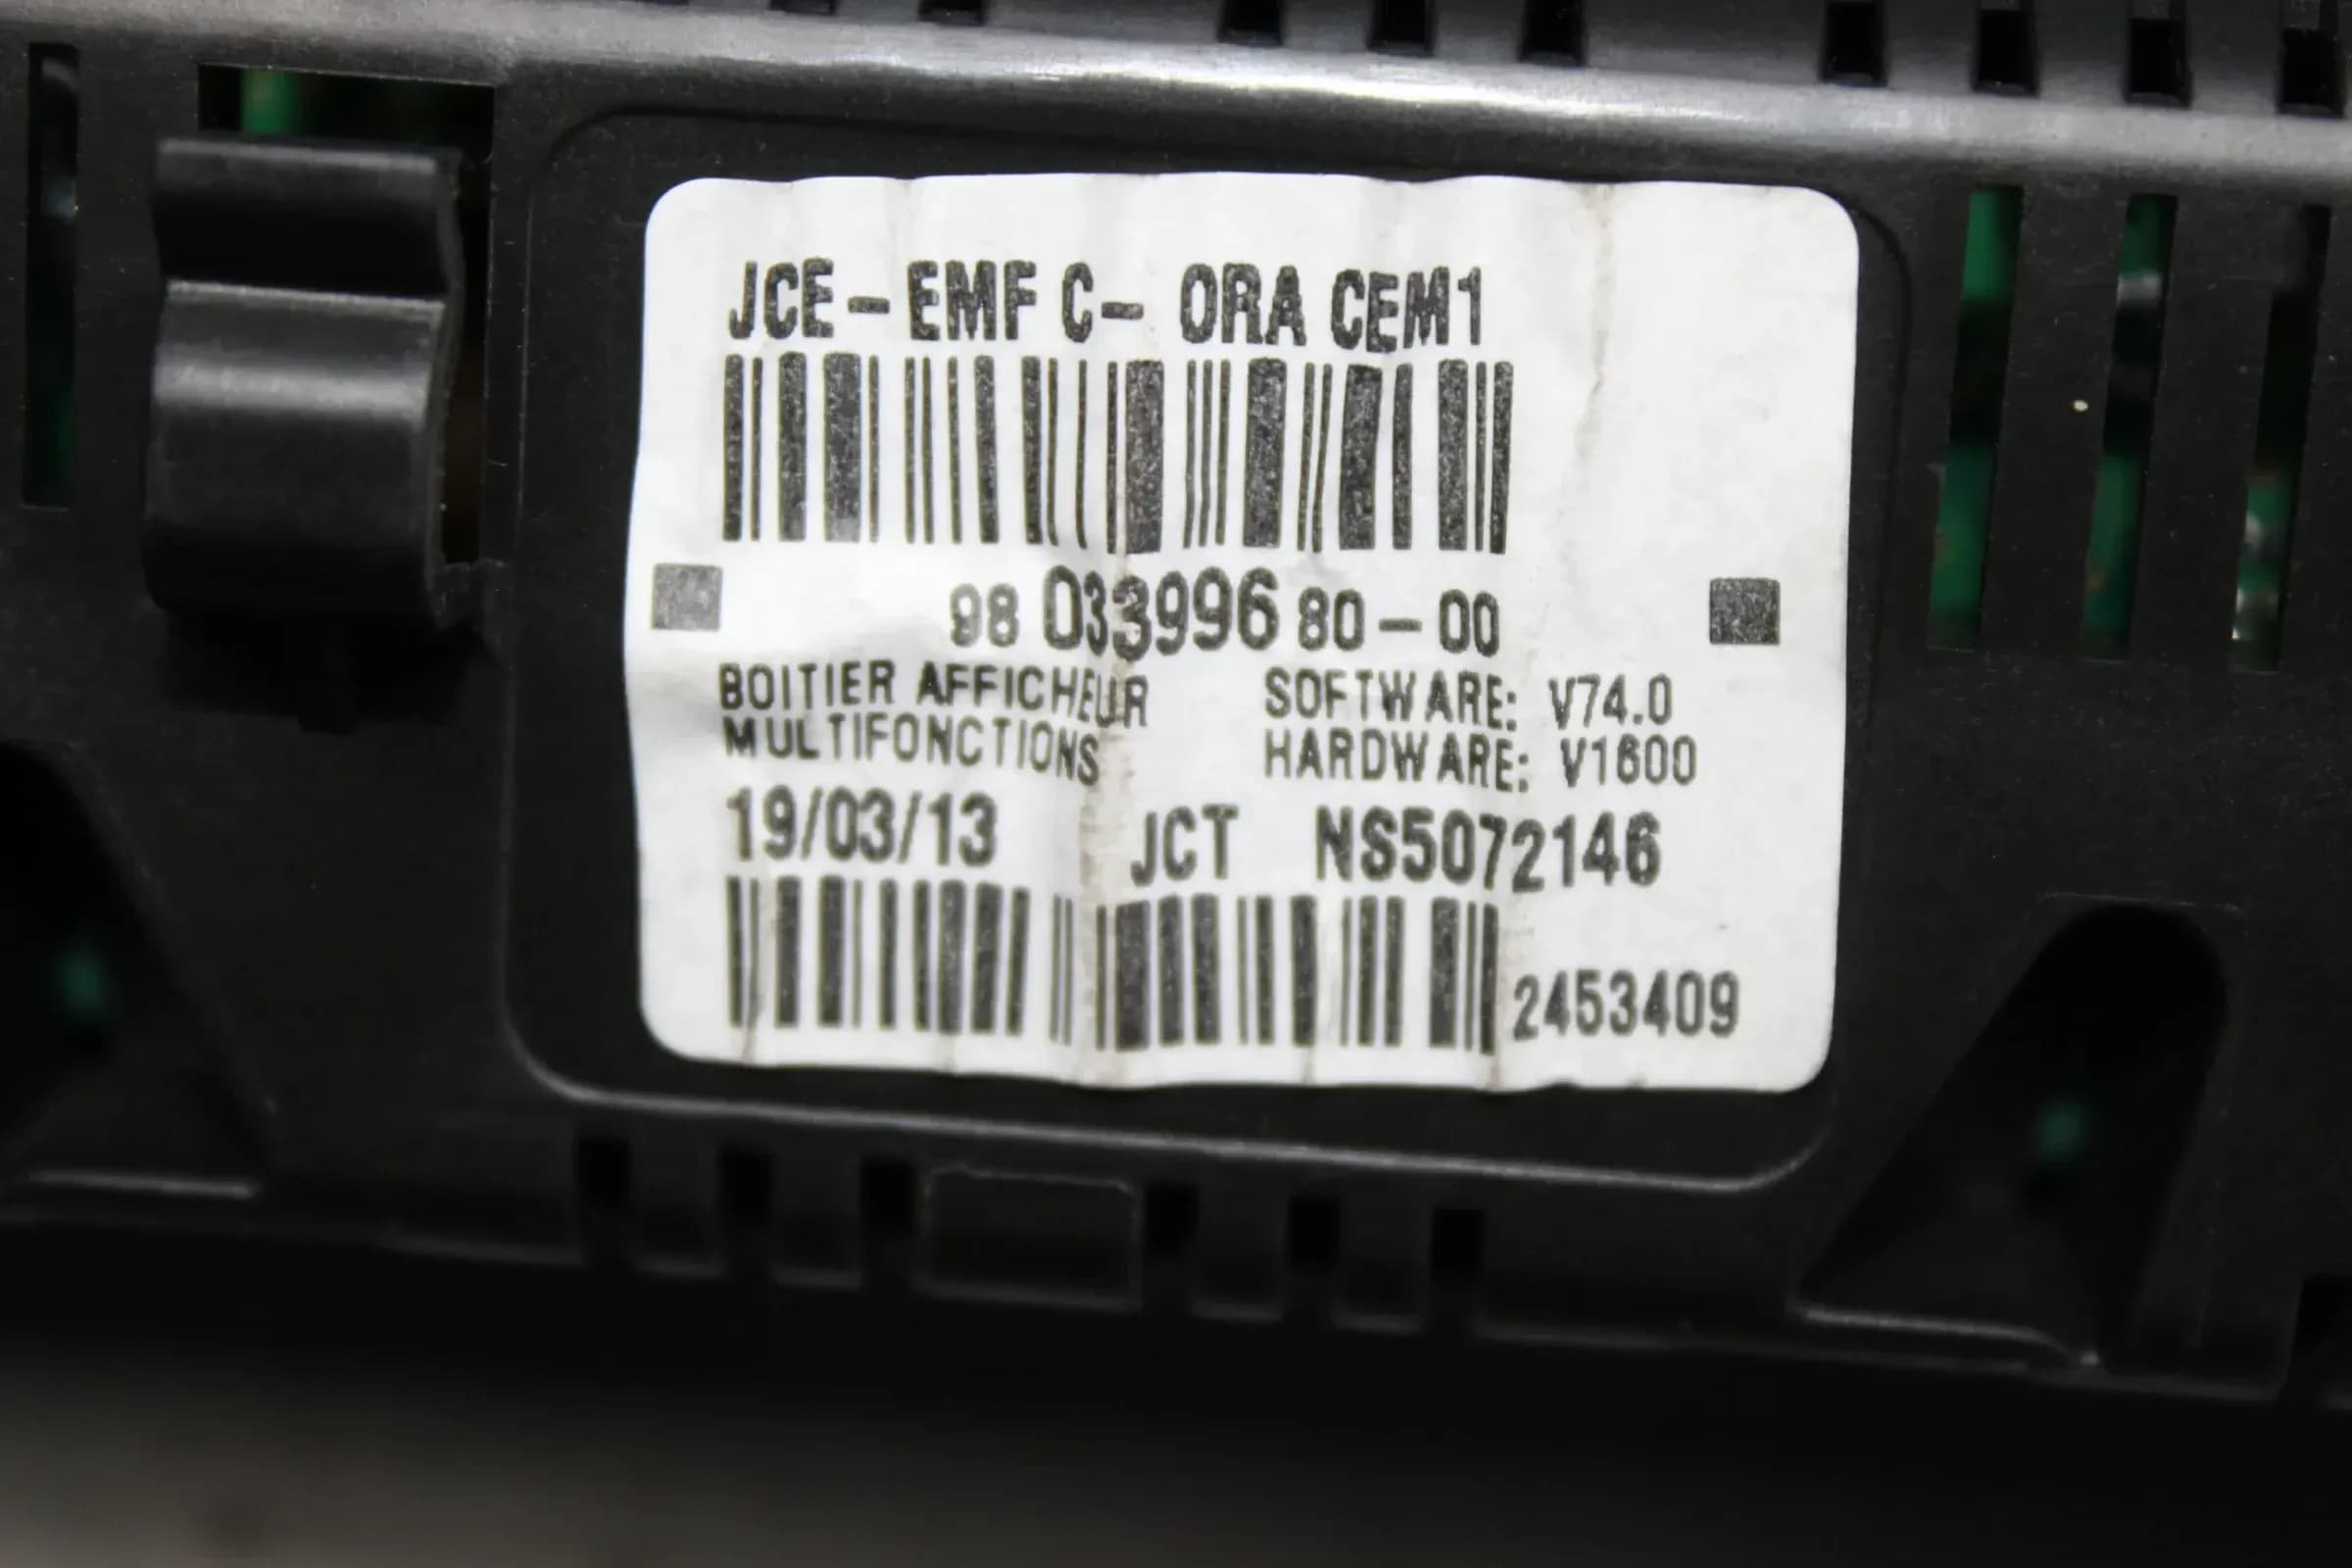 JCE-EMF C- ORA CEM1
98 033996 80-00
BOITIER AFFICHEUR
MULTIFONCTIONS
SOFTWARE: V74.0
HARDWARE: V1600
19/03/13 JCT NS5072146
2453409